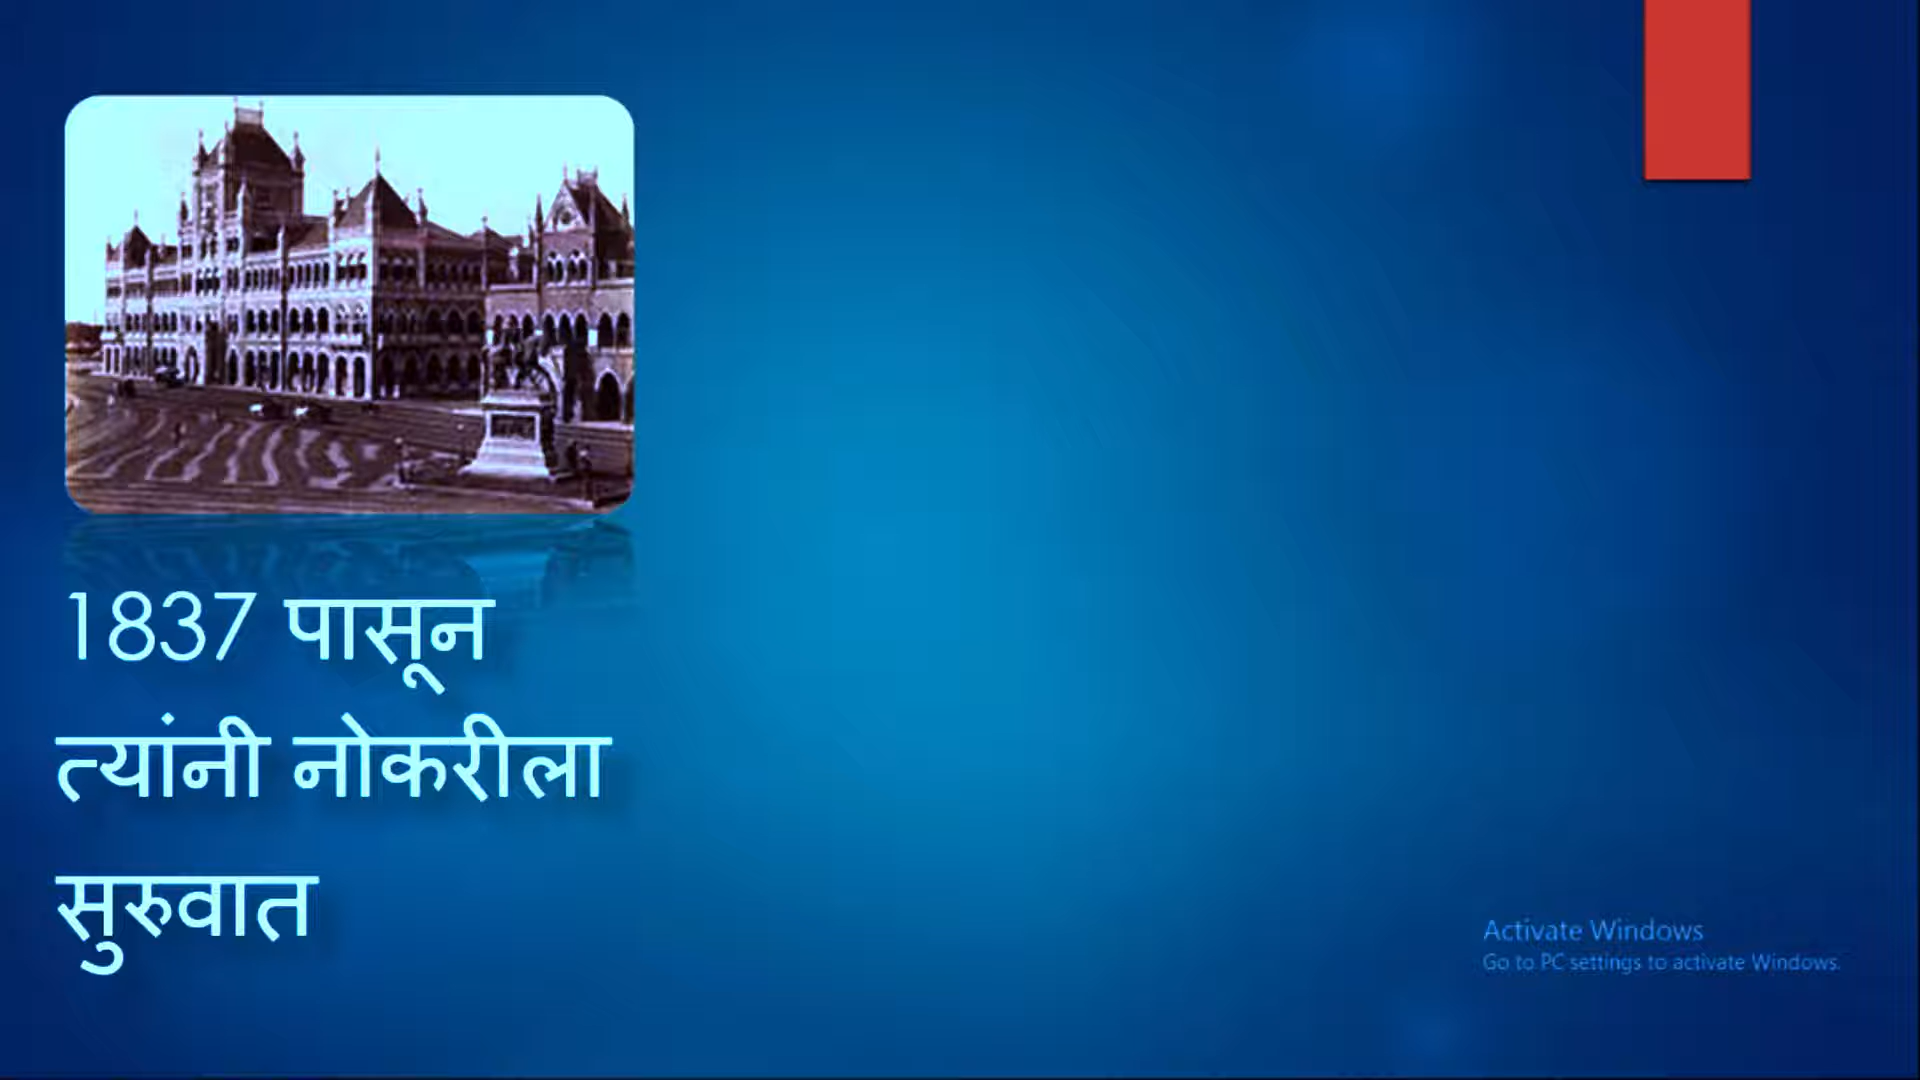 1837 पासून
त्यांनी नोकरीला
सुरुवात
Activate Windows
Go to PC settings to activate Windows.